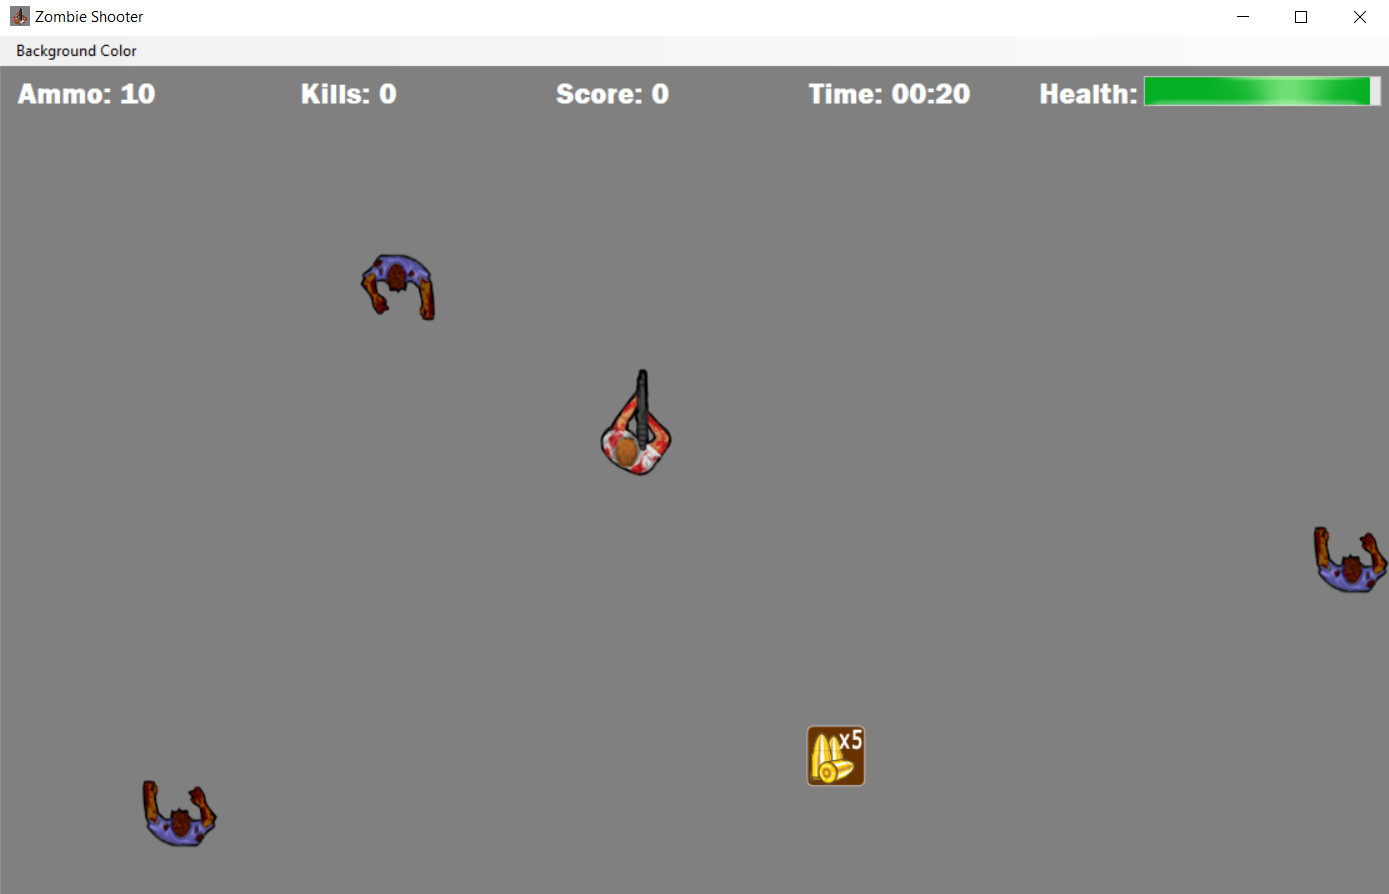 Zombie Shooter
Background Color
Ammo: 10 Kills: 0 Score: 0 Time: 00:20 Health:
x5